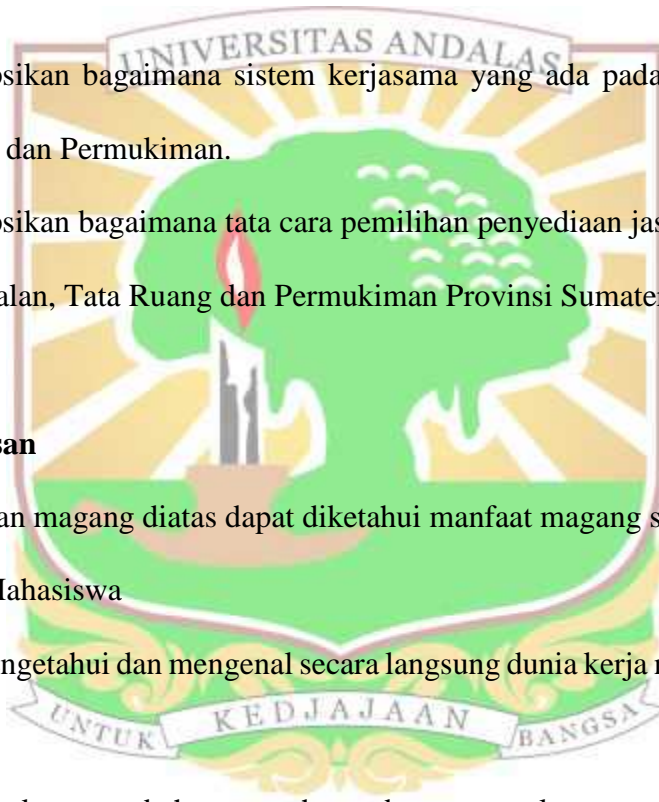 UNIVERSITAS ANDALAS
sikan bagaimana sistem kerjasama yang ada pada
dan Permukiman.
sikan bagaimana tata cara pemilihan penyediaan jas
alan, Tata Ruang dan Permukiman Provinsi Sumate
san
an magang diatas dapat diketahui manfaat magang s
Mahasiswa
ngetahui dan mengenal secara langsung dunia kerja
UNTUK KEDJAJAAN BANGSA